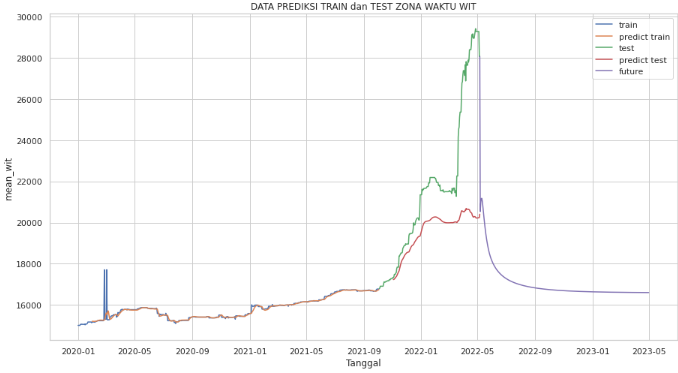 DATA PREDIKSI TRAIN dan TEST ZONA WAKTU WIT
30000
28000
26000
24000
22000
20000
18000
16000
mean_wit
train
predict train
test
predict test
future
2020-01
2020-05
2020-09
2021-01
2021-05
2021-09
2022-01
2022-05
2022-09
2023-01
2023-05
Tanggal